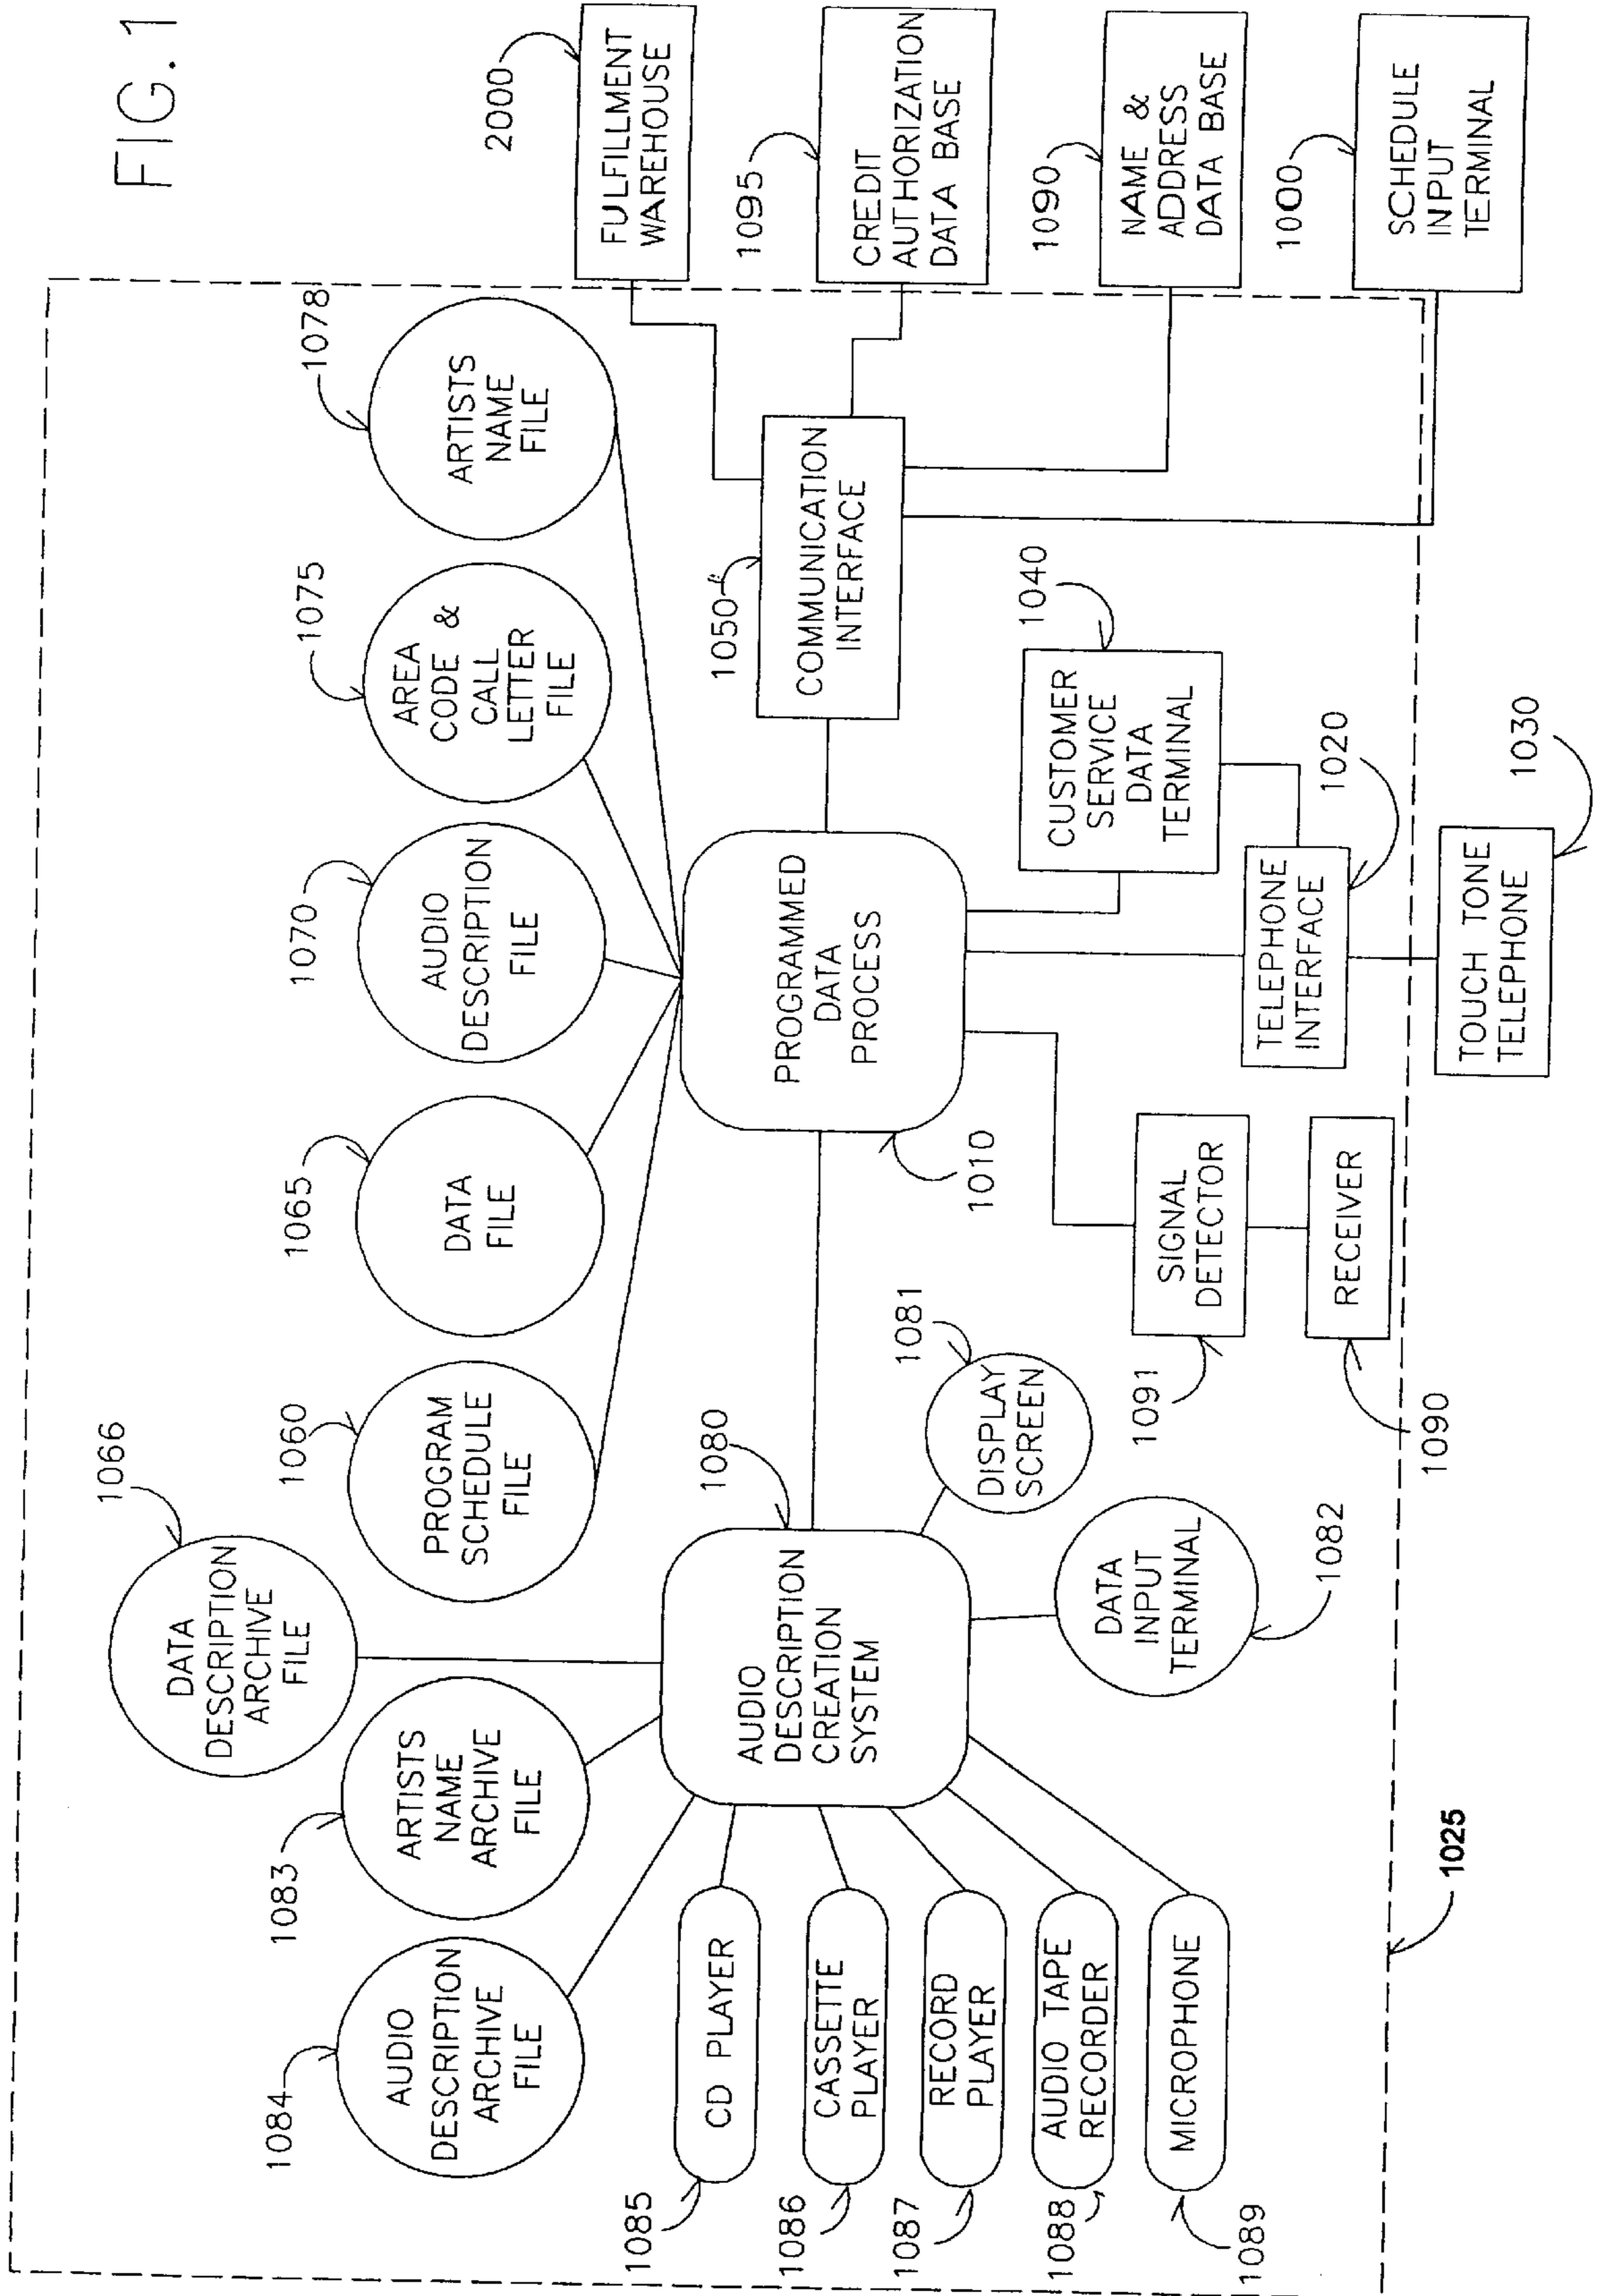 FIG. 1
1066
DATA
DESCRIPTION
ARCHIVE
FILE
1084
AUDIO
DESCRIPTION
ARCHIVE
FILE
1083
ARTISTS
NAME
ARCHIVE
FILE
1060
PROGRAM
SCHEDULE
FILE
1065
DATA
FILE
1070
AUDIO
DESCRIPTION
FILE
1075
AREA
CODE &
CALL
LETTER
FILE
1078
ARTISTS
NAME
FILE
2000
FULFILLMENT
WAREHOUSE
1095
CREDIT
AUTHORIZATION
DATA BASE
1090
NAME &
ADDRESS
DATA BASE
1000
SCHEDULE
INPUT
TERMINAL
1050
COMMUNICATION
INTERFACE
PROGRAMMED
DATA
PROCESS
1010
1080
AUDIO
DESCRIPTION
CREATION
SYSTEM
1085
CD PLAYER
1086
CASSETTE
PLAYER
1087
RECORD
PLAYER
1088
AUDIO TAPE
RECORDER
1089
MICROPHONE
1081
DISPLAY
SCREEN
DATA
INPUT
TERMINAL
1082
SIGNAL
DETECTOR
1091
RECEIVER
1090
1040
CUSTOMER
SERVICE
DATA
TERMINAL
1020
TELEPHONE
INTERFACE
1030
TOUCH TONE
TELEPHONE
1025